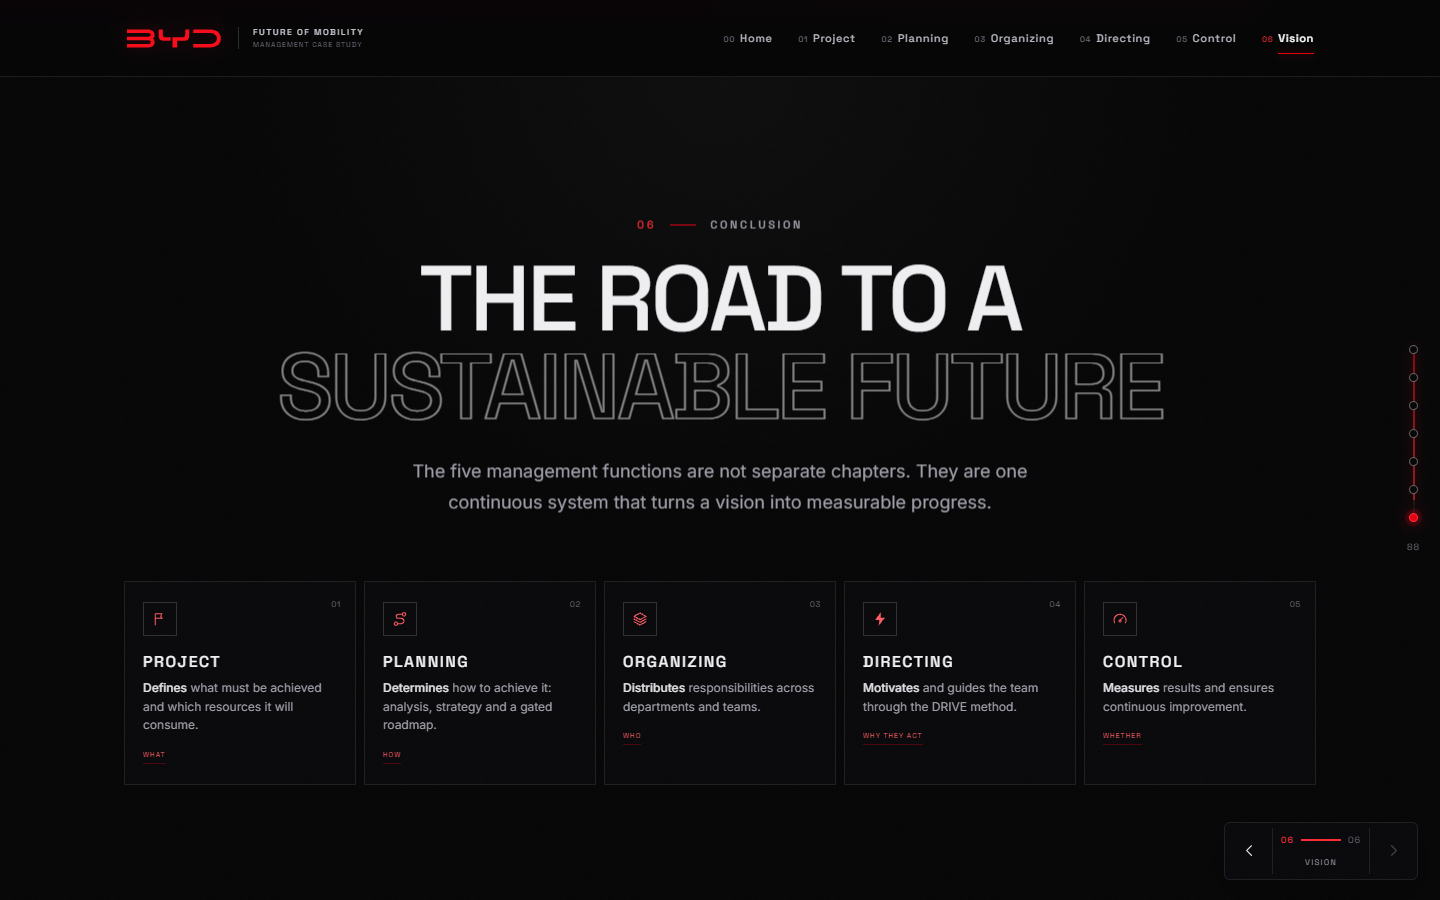 BYD
FUTURE OF MOBILITY
MANAGEMENT CASE STUDY
00 Home
01 Project
02 Planning
03 Organizing
04 Directing
05 Control
06 Vision
06 CONCLUSION
THE ROAD TO A
SUSTAINABLE FUTURE
The five management functions are not separate chapters. They are one
continuous system that turns a vision into measurable progress.
88
01
PROJECT
Defines what must be achieved
and which resources it will
consume.
WHAT
02
PLANNING
Determines how to achieve it:
analysis, strategy and a gated
roadmap.
HOW
03
ORGANIZING
Distributes responsibilities across
departments and teams.
WHO
04
DIRECTING
Motivates and guides the team
through the DRIVE method.
WHY THEY ACT
05
CONTROL
Measures results and ensures
continuous improvement.
WHETHER
06 06
VISION